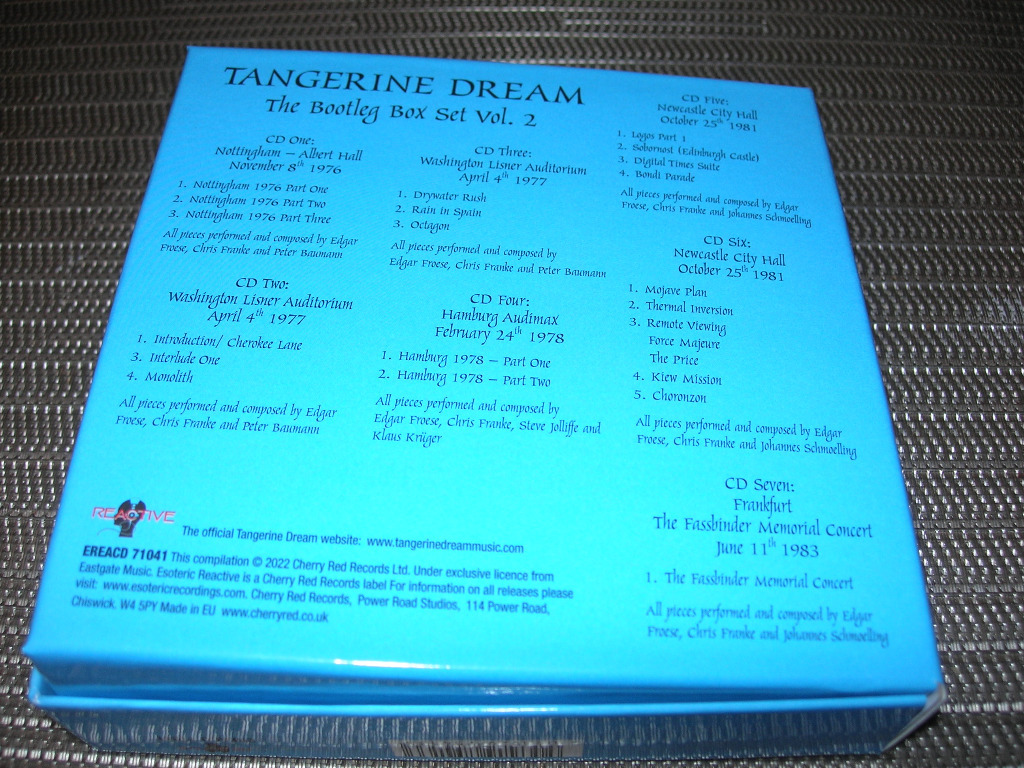 TANGERINE DREAM
The Bootleg Box Set Vol. 2
CD One:
Nottingham – Albert Hall
November 8th 1976
1. Nottingham 1976 Part One
2. Nottingham 1976 Part Two
3. Nottingham 1976 Part Three
All pieces performed and composed by Edgar
Froese, Chris Franke and Peter Baumann
CD Two:
Washington Lisner Auditorium
April 4th 1977
1. Introduction/ Cherokee Lane
3. Interlude One
4. Monolith
All pieces performed and composed by Edgar
Froese, Chris Franke and Peter Baumann
CD Three:
Washington Lisner Auditorium
April 4th 1977
1. Drywater Rush
2. Rain in Spain
3. Octagon
All pieces performed and composed by
Edgar Froese, Chris Franke and Peter Baumann
CD Four:
Hamburg Audimax
February 24th 1978
1. Hamburg 1978 – Part One
2. Hamburg 1978 – Part Two
All pieces performed and composed by
Edgar Froese, Chris Franke, Steve Jolliffe and
Klaus Krüger
CD Five:
Newcastle City Hall
October 25th 1981
1. Logos Part 1
2. Sobornost (Edinburgh Castle)
3. Digital Times Suite
4. Bondi Parade
All pieces performed and composed by Edgar
Froese, Chris Franke and Johannes Schmoelling
CD Six:
Newcastle City Hall
October 25th 1981
1. Mojave Plan
2. Thermal Inversion
3. Remote Viewing
Force Majeure
The Price
4. Kiew Mission
5. Choronzon
All pieces performed and composed by Edgar
Froese, Chris Franke and Johannes Schmoelling
CD Seven:
Frankfurt
The Fassbinder Memorial Concert
June 11th 1983
1. The Fassbinder Memorial Concert
All pieces performed and composed by Edgar
Froese, Chris Franke and Johannes Schmoelling
REACTIVE
The official Tangerine Dream website: www.tangerinedreammusic.com
EREACD 71041 This compilation © 2022 Cherry Red Records Ltd. Under exclusive licence from
Eastgate Music. Esoteric Reactive is a Cherry Red Records label For information on all releases please
visit: www.esotericrecordings.com. Cherry Red Records, Power Road Studios, 114 Power Road,
Chiswick. W4 5PY Made in EU www.cherryred.co.uk